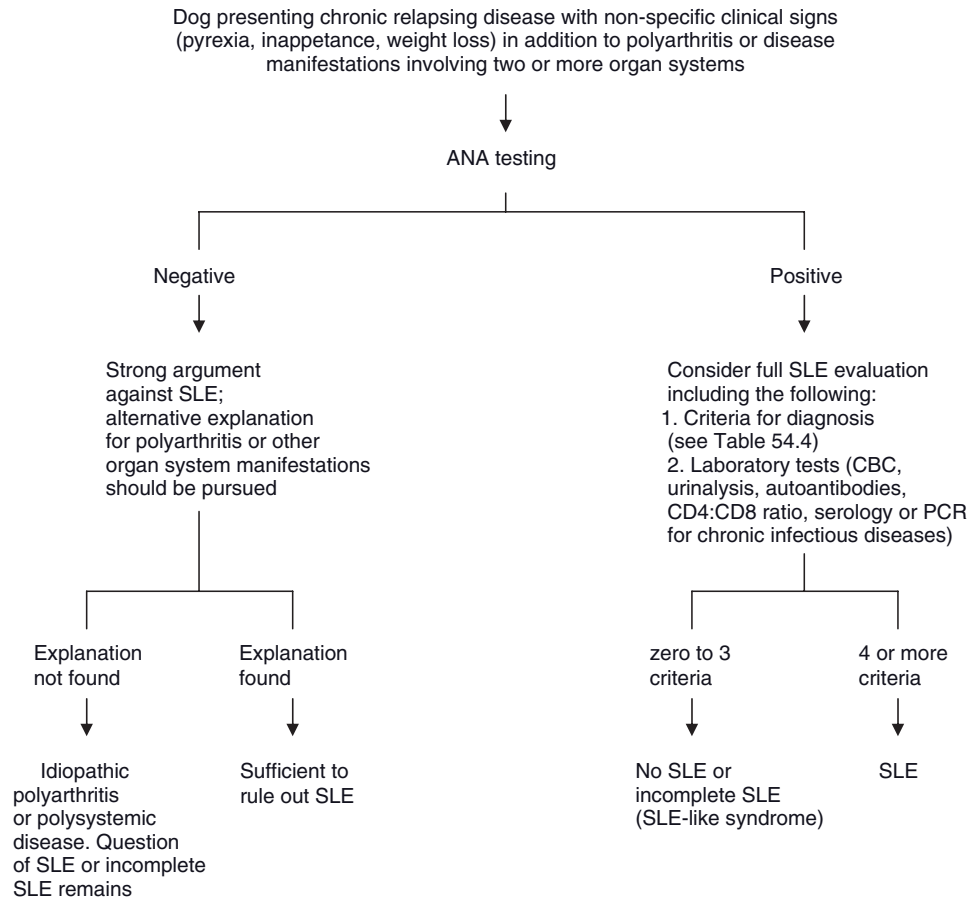 Dog presenting chronic relapsing disease with non-specific clinical signs
(pyrexia, inappetance, weight loss) in addition to polyarthritis or disease
manifestations involving two or more organ systems
ANA testing
Negative
Positive
Strong argument
against SLE;
alternative explanation
for polyarthritis or other
organ system manifestations
should be pursued
Consider full SLE evaluation
including the following:
1. Criteria for diagnosis
(see Table 54.4)
2. Laboratory tests (CBC,
urinalysis, autoantibodies,
CD4:CD8 ratio, serology or PCR
for chronic infectious diseases)
Explanation
not found
Explanation
found
zero to 3
criteria
4 or more
criteria
Idiopathic
polyarthritis
or polysystemic
disease. Question
of SLE or incomplete
SLE remains
Sufficient to
rule out SLE
No SLE or
incomplete SLE
(SLE-like syndrome)
SLE